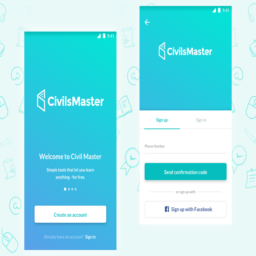 9:41
CivilsMaster
Welcome to Civil Master
Simple tools that let you learn
anything - for free.
Create an account
Already have an account? Sign in
9:41
CivilsMaster
Sign up
Sign in
Phone Number
Send confirmation code
or sign up with
Sign up with Facebook